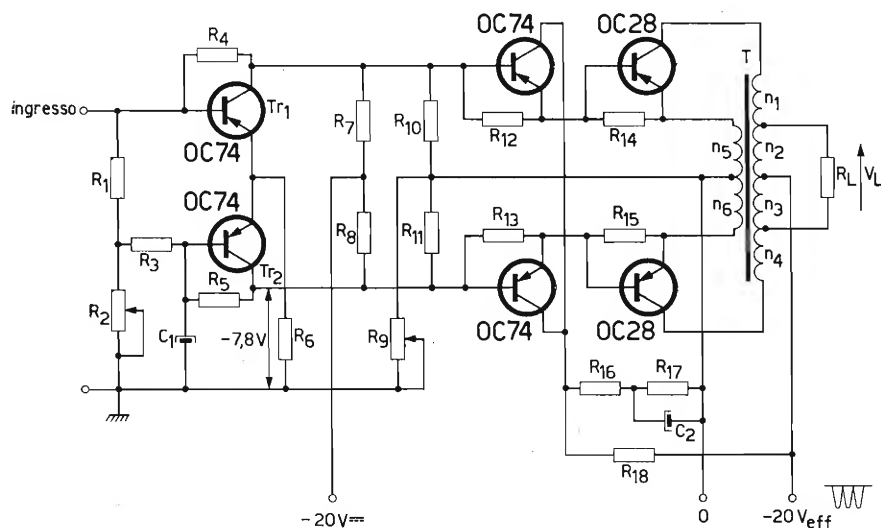 OC74
OC28
R4
T
ingresso
Tr1
n1
OC74
R7
R10
R12
R14
n5
n2
R1
RL
VL
OC74
n6
n3
R3
R8
R11
R13
R15
n4
Tr2
R5
R2
C1
-7,8V
R6
R9
OC74
OC28
R16
R17
C2
R18
-20V
0
-20Veff